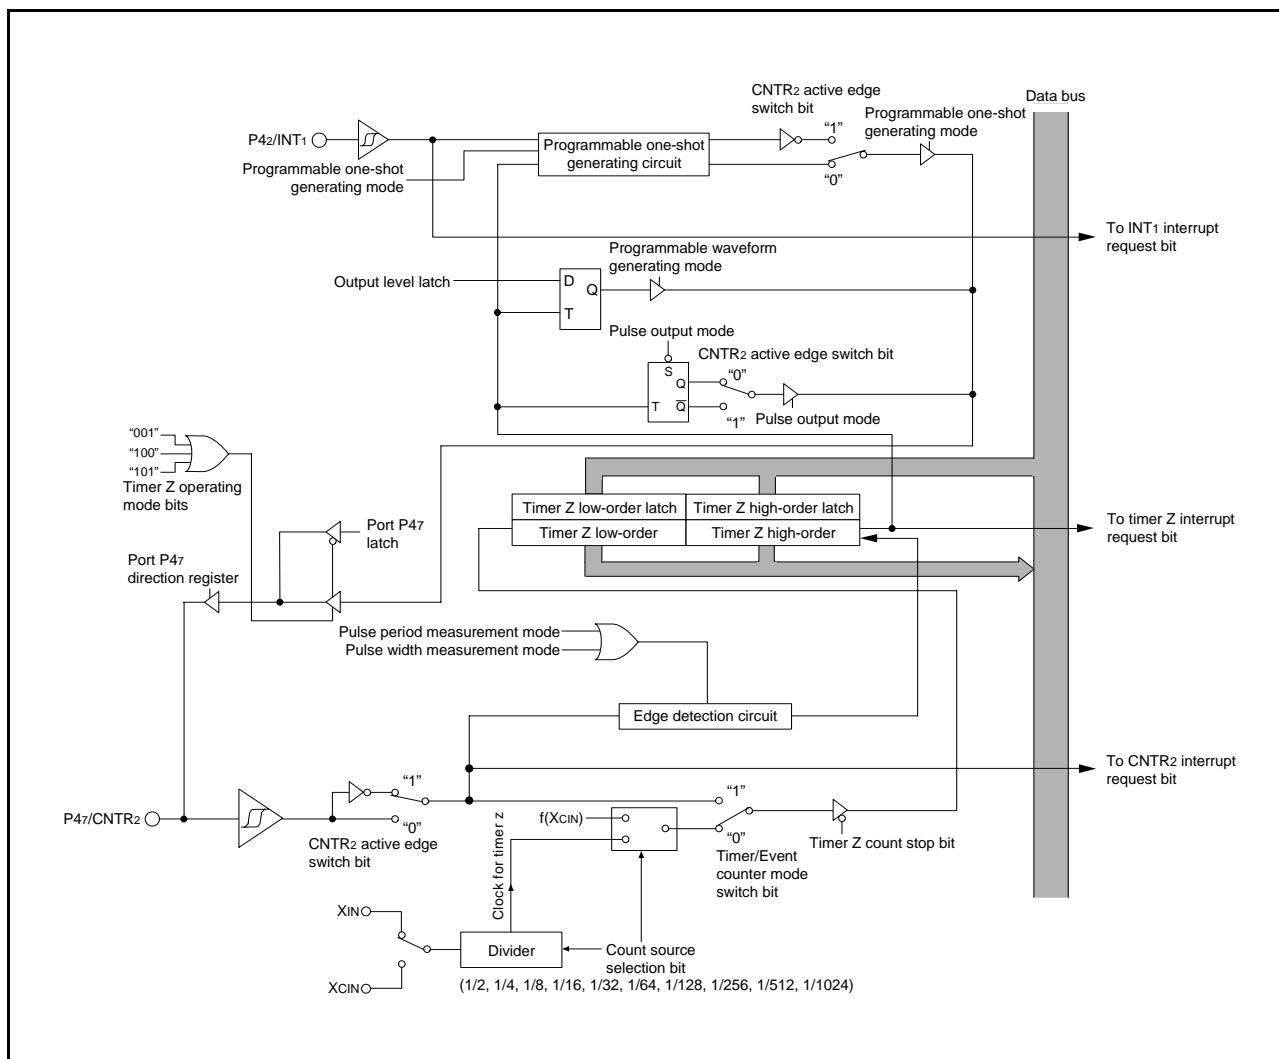 CNTR2 active edge
switch bit
Data bus
Programmable one-shot
generating mode
P42/INT1
"1"
Programmable one-shot
generating circuit
Programmable one-shot
generating mode
"0"
To INT1 interrupt
request bit
Programmable waveform
generating mode
Output level latch
D
Q
T
Pulse output mode
CNTR2 active edge switch bit
S
Q
"0"
T
Q
"1"
Pulse output mode
"001"
"100"
"101"
Timer Z operating
mode bits
Timer Z low-order latch
Timer Z high-order latch
Port P47
latch
Timer Z low-order
Timer Z high-order
To timer Z interrupt
request bit
Port P47
direction register
Pulse period measurement mode
Pulse width measurement mode
Edge detection circuit
To CNTR2 interrupt
request bit
"1"
"1"
P47/CNTR2
"0"
f(XCIN)
"0"
CNTR2 active edge
switch bit
Timer Z count stop bit
Timer/Event
counter mode
switch bit
Clock for timer z
XIN
Divider
Count source
selection bit
XCIN
(1/2, 1/4, 1/8, 1/16, 1/32, 1/64, 1/128, 1/256, 1/512, 1/1024)